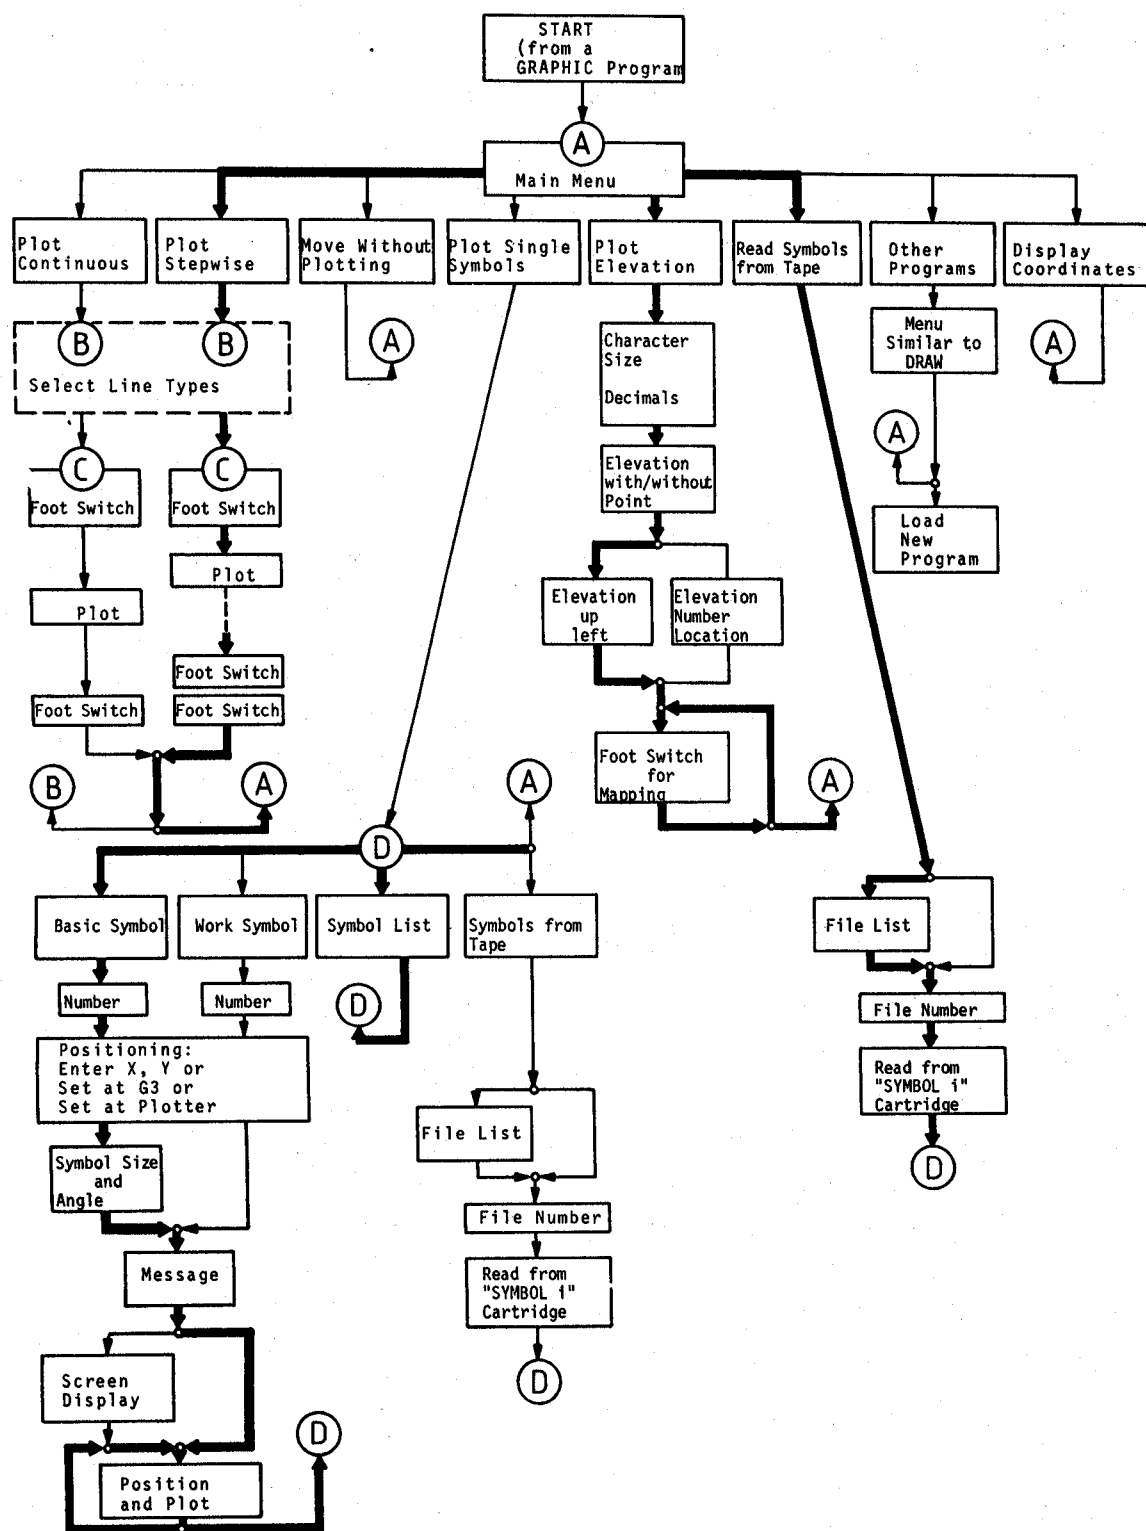 START
(from a
GRAPHIC Program
A
Main Menu
Plot
Continuous
Plot
Stepwise
Move Without
Plotting
Plot Single
Symbols
Plot
Elevation
Read Symbols
from Tape
Other
Programs
Display
Coordinates
B
B
Select Line Types
A
Character
Size
Decimals
Menu
Similar to
DRAW
A
C
Foot Switch
C
Foot Switch
Elevation
with/without
Point
A
Load
New
Program
Plot
Plot
Elevation
up
left
Elevation
Number
Location
Foot Switch
Foot Switch
Foot Switch
Foot Switch
for
Mapping
B
A
A
A
D
Basic Symbol
Work Symbol
Symbol List
Symbols from
Tape
File List
Number
Number
D
File Number
Positioning:
Enter X, Y or
Set at G3 or
Set at Plotter
Read from
"SYMBOL i"
Cartridge
File List
D
Symbol Size
and
Angle
File Number
Message
Read from
"SYMBOL i"
Cartridge
D
Screen
Display
D
Position
and Plot